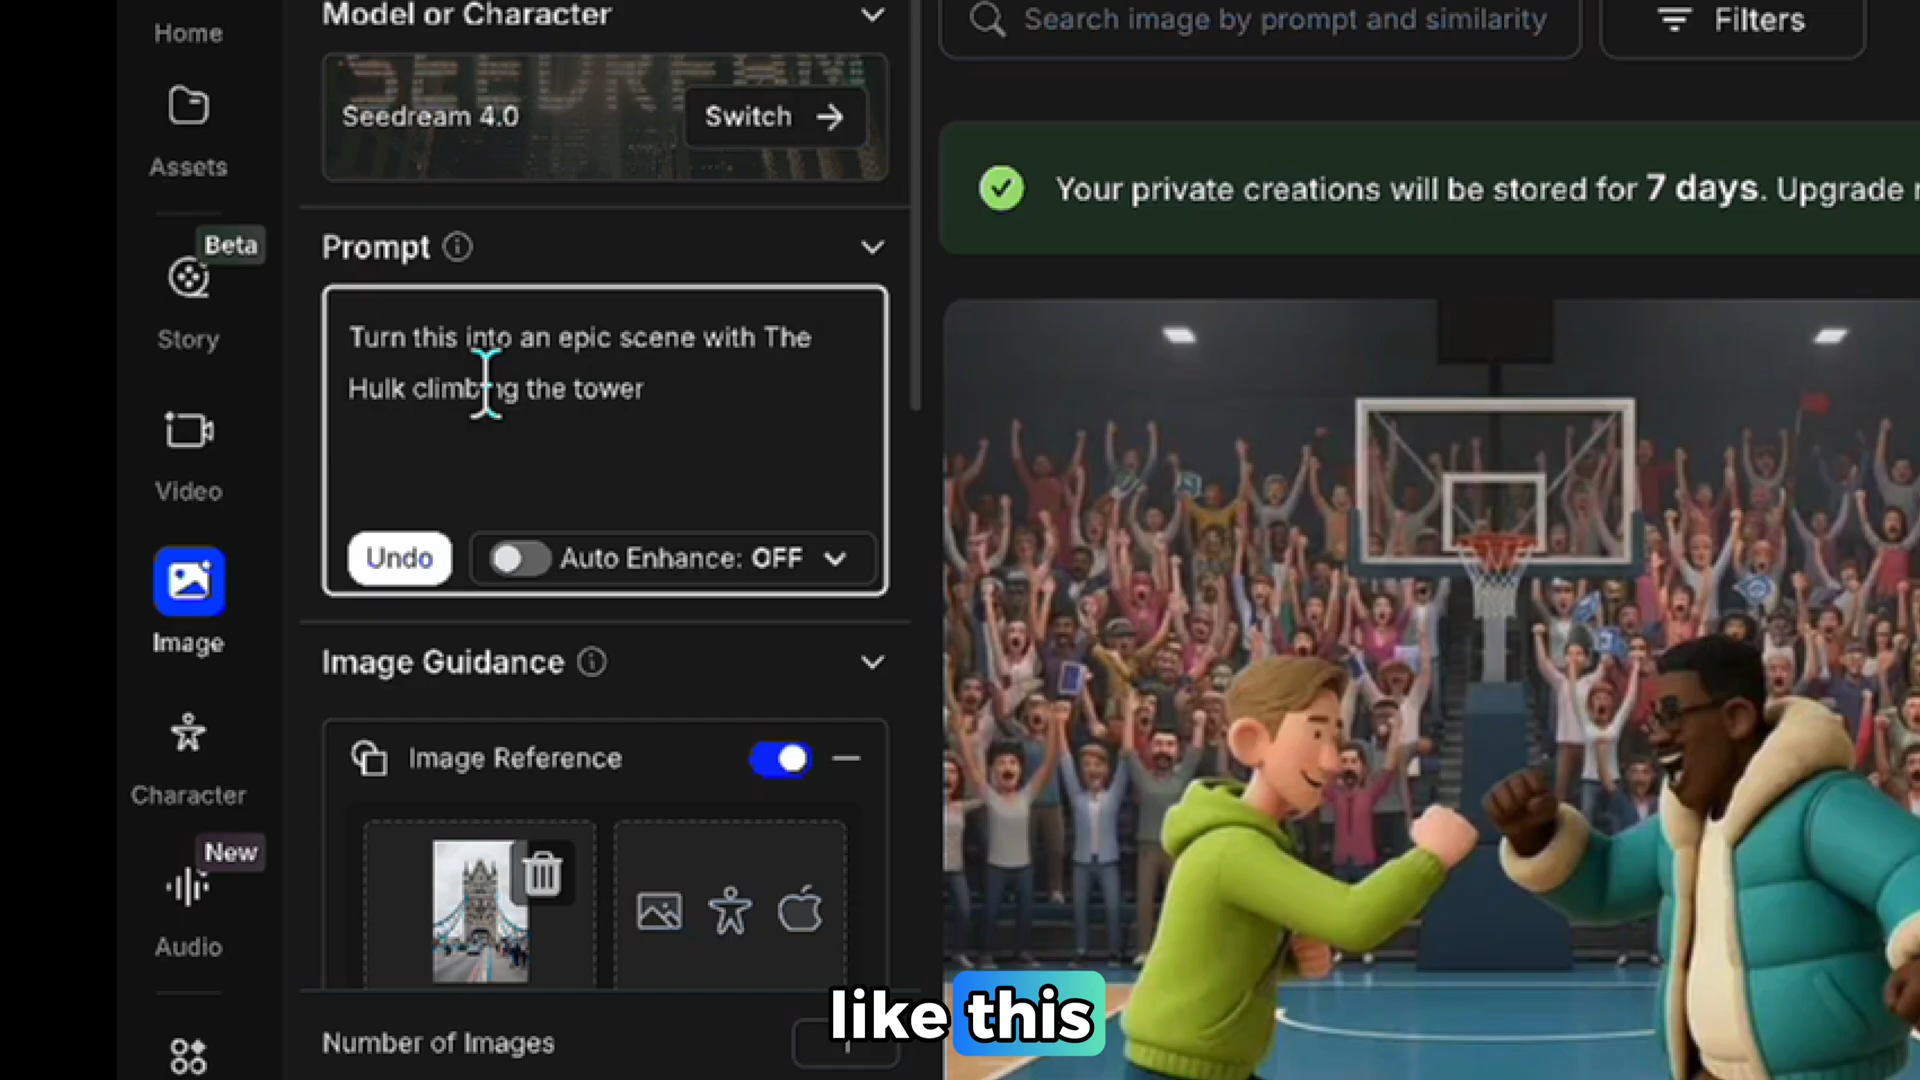 Home
Assets
Beta
Story
Video
Image
Character
New
Audio
Model or Character
SEEDREAM
Seedream 4.0
Switch
Prompt
Turn this into an epic scene with The
Hulk climbing the tower
Undo
Auto Enhance: OFF
Image Guidance
Image Reference
Number of Images
Search image by prompt and similarity
Filters
Your private creations will be stored for 7 days. Upgrade
like this